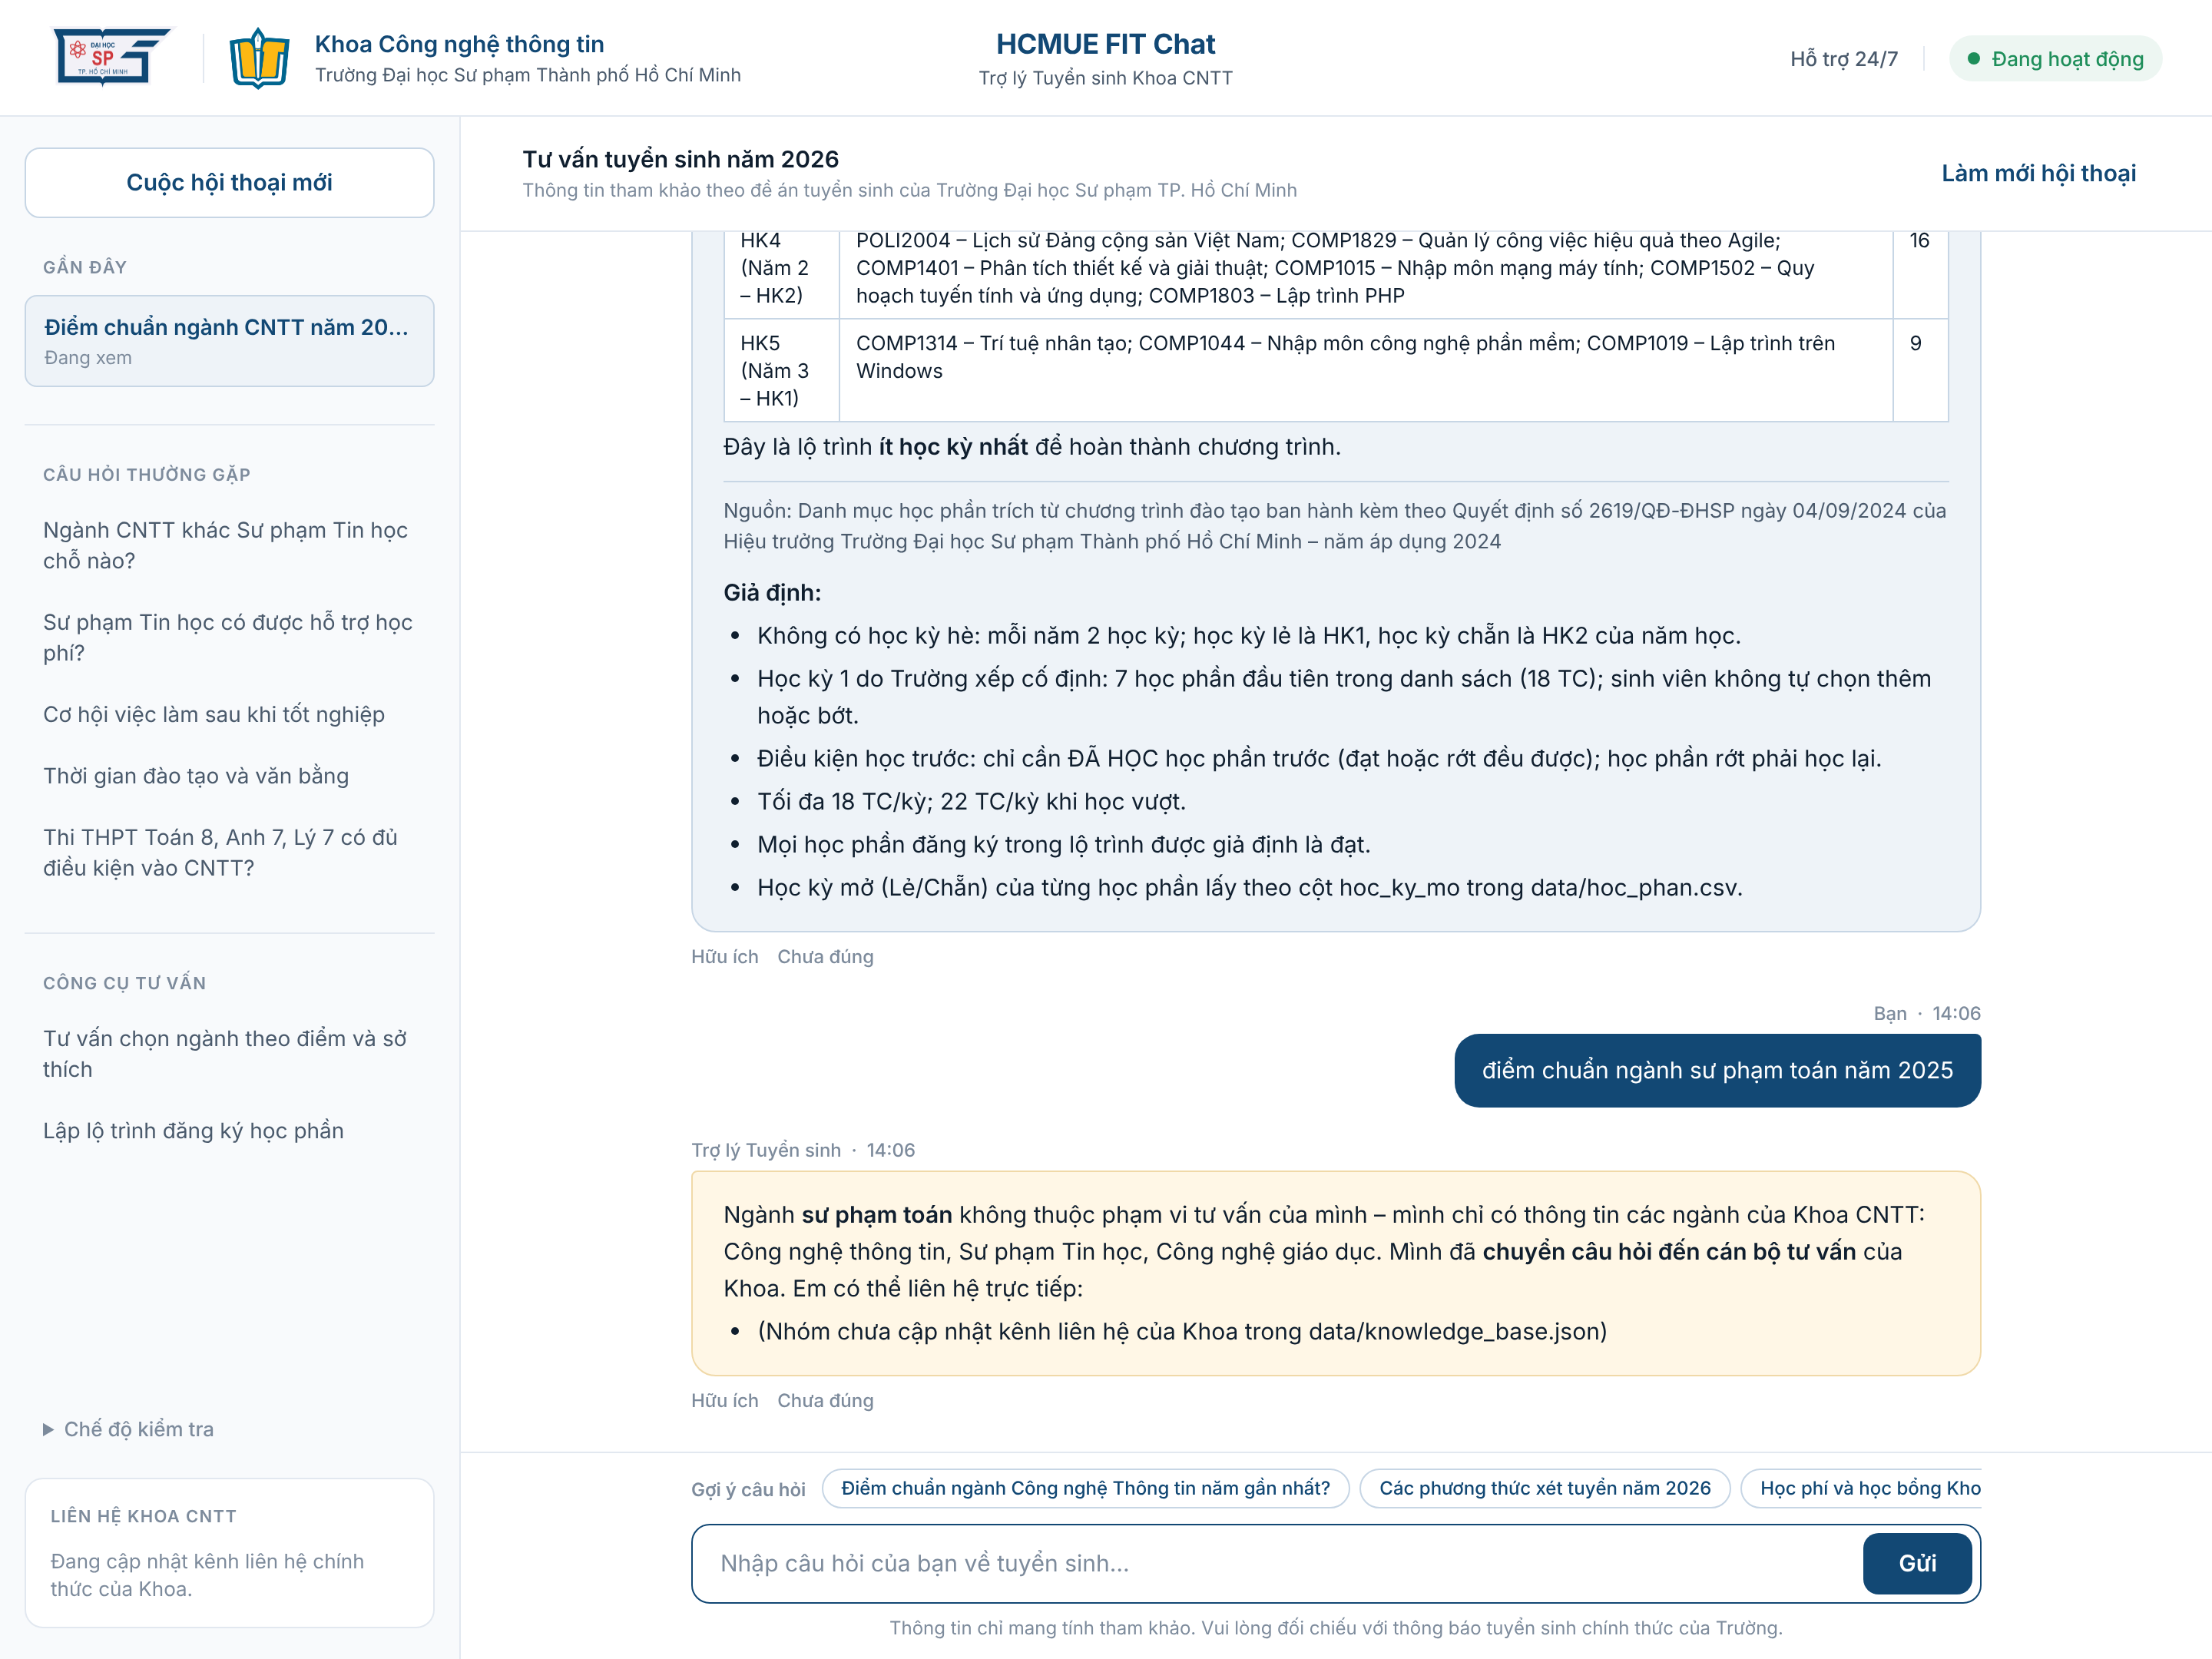 ĐẠI HỌC
SP
TP. HỒ CHÍ MINH
Khoa Công nghệ thông tin
Trường Đại học Sư phạm Thành phố Hồ Chí Minh
HCMUE FIT Chat
Trợ lý Tuyển sinh Khoa CNTT
Hỗ trợ 24/7
Đang hoạt động
Cuộc hội thoại mới
GẦN ĐÂY
Điểm chuẩn ngành CNTT năm 20...
Đang xem
CÂU HỎI THƯỜNG GẶP
Ngành CNTT khác Sư phạm Tin học
chỗ nào?
Sư phạm Tin học có được hỗ trợ học
phí?
Cơ hội việc làm sau khi tốt nghiệp
Thời gian đào tạo và văn bằng
Thi THPT Toán 8, Anh 7, Lý 7 có đủ
điều kiện vào CNTT?
CÔNG CỤ TƯ VẤN
Tư vấn chọn ngành theo điểm và sở
thích
Lập lộ trình đăng ký học phần
Chế độ kiểm tra
LIÊN HỆ KHOA CNTT
Đang cập nhật kênh liên hệ chính
thức của Khoa.
Tư vấn tuyển sinh năm 2026
Thông tin tham khảo theo đề án tuyển sinh của Trường Đại học Sư phạm TP. Hồ Chí Minh
Làm mới hội thoại
HK4
(Năm 2
– HK2)
POLI2004 – Lịch sử Đảng cộng sản Việt Nam; COMP1829 – Quản lý công việc hiệu quả theo Agile;
COMP1401 – Phân tích thiết kế và giải thuật; COMP1015 – Nhập môn mạng máy tính; COMP1502 – Quy
hoạch tuyến tính và ứng dụng; COMP1803 – Lập trình PHP
16
HK5
(Năm 3
– HK1)
COMP1314 – Trí tuệ nhân tạo; COMP1044 – Nhập môn công nghệ phần mềm; COMP1019 – Lập trình trên
Windows
9
Đây là lộ trình ít học kỳ nhất để hoàn thành chương trình.
Nguồn: Danh mục học phần trích từ chương trình đào tạo ban hành kèm theo Quyết định số 2619/QĐ-ĐHSP ngày 04/09/2024 của
Hiệu trưởng Trường Đại học Sư phạm Thành phố Hồ Chí Minh – năm áp dụng 2024
Giả định:
• Không có học kỳ hè: mỗi năm 2 học kỳ; học kỳ lẻ là HK1, học kỳ chẵn là HK2 của năm học.
• Học kỳ 1 do Trường xếp cố định: 7 học phần đầu tiên trong danh sách (18 TC); sinh viên không tự chọn thêm
hoặc bớt.
• Điều kiện học trước: chỉ cần ĐÃ HỌC học phần trước (đạt hoặc rớt đều được); học phần rớt phải học lại.
• Tối đa 18 TC/kỳ; 22 TC/kỳ khi học vượt.
• Mọi học phần đăng ký trong lộ trình được giả định là đạt.
• Học kỳ mở (Lẻ/Chẵn) của từng học phần lấy theo cột hoc_ky_mo trong data/hoc_phan.csv.
Hữu ích Chưa đúng
Bạn · 14:06
điểm chuẩn ngành sư phạm toán năm 2025
Trợ lý Tuyển sinh · 14:06
Ngành sư phạm toán không thuộc phạm vi tư vấn của mình – mình chỉ có thông tin các ngành của Khoa CNTT:
Công nghệ thông tin, Sư phạm Tin học, Công nghệ giáo dục. Mình đã chuyển câu hỏi đến cán bộ tư vấn của
Khoa. Em có thể liên hệ trực tiếp:
• (Nhóm chưa cập nhật kênh liên hệ của Khoa trong data/knowledge_base.json)
Hữu ích Chưa đúng
Gợi ý câu hỏi
Điểm chuẩn ngành Công nghệ Thông tin năm gần nhất?
Các phương thức xét tuyển năm 2026
Học phí và học bổng Kho
Nhập câu hỏi của bạn về tuyển sinh...
Gửi
Thông tin chỉ mang tính tham khảo. Vui lòng đối chiếu với thông báo tuyển sinh chính thức của Trường.